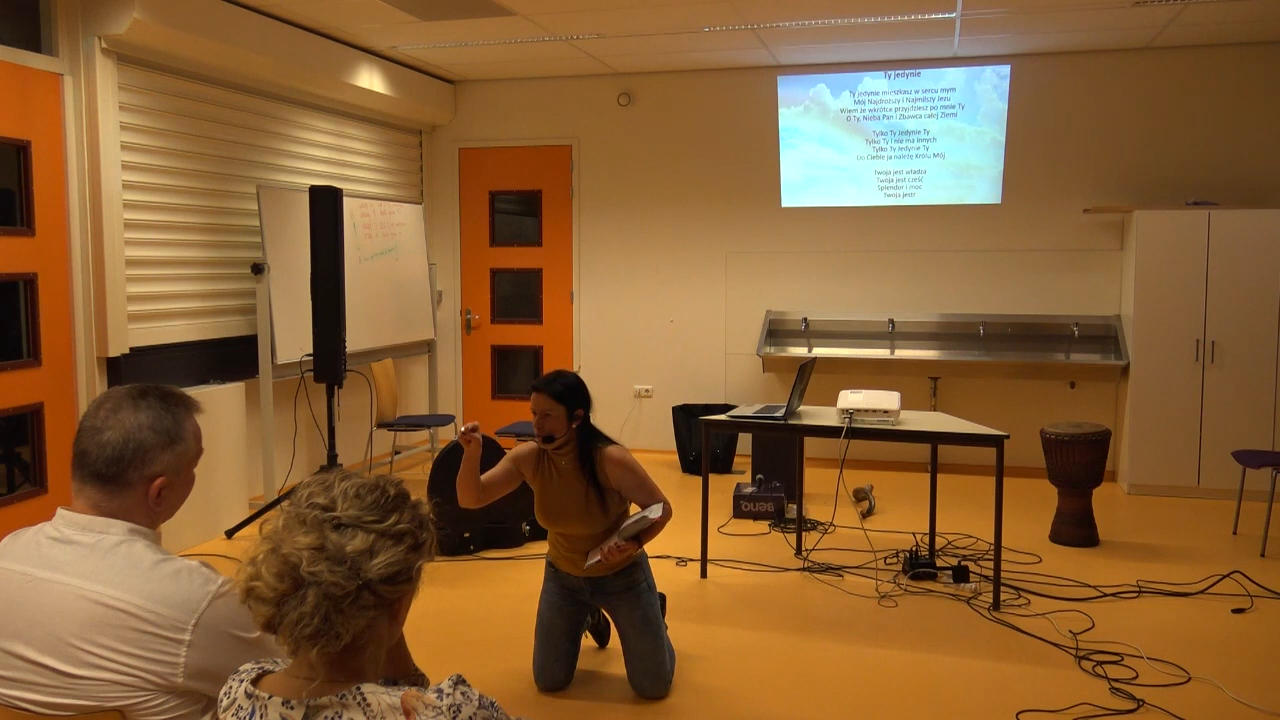 Ty jedynie
Ty jedynie mieszkasz w sercu mym
Mój Najdroższy i Najmilszy Jezu
Wiem że wkrótce przyjdziesz po mnie Ty
O Ty, Nieba Pan i Zbawca całej Ziemi
Tylko Ty Jedynie Ty
Tylko Ty i nie ma innych
Tylko Ty Jedynie Ty
Do Ciebie ja należę Królu Mój
Twoja jest władza
Twoja jest cześć
Splendor i moc
Twoja jestr
BenQ